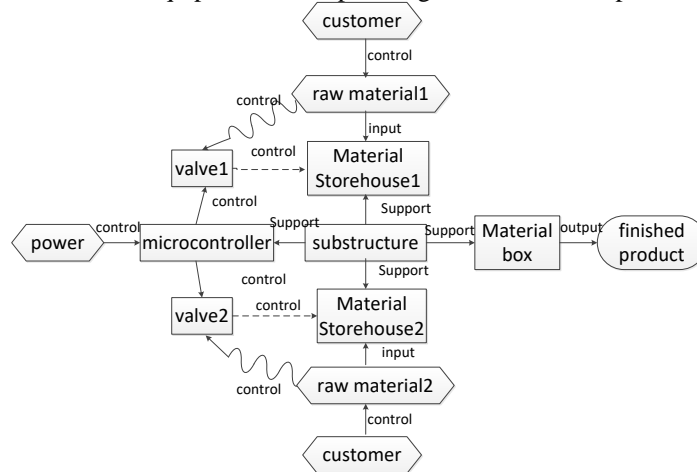 customer
control
raw material1
control
input
valve1
control
Material
Storehouse1
control
Support
power
control
microcontroller
Support
substructure
Support
Material
box
output
finished
product
Support
control
valve2
control
Material
Storehouse2
input
control
raw material2
control
customer